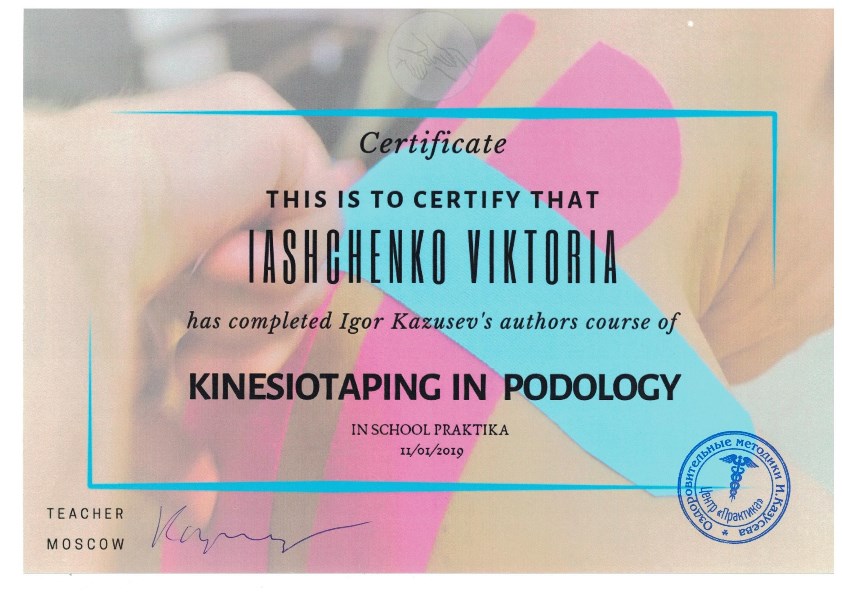 Certificate
THIS IS TO CERTIFY THAT
IASHCHENKO VIKTORIA
has completed Igor Kazusev's authors course of
KINESIOTAPING IN PODOLOGY
IN SCHOOL PRAKTIKA
11/01/2019
TEACHER
MOSCOW
Оздоровительные методики И.Казусева
Центр «Практика»